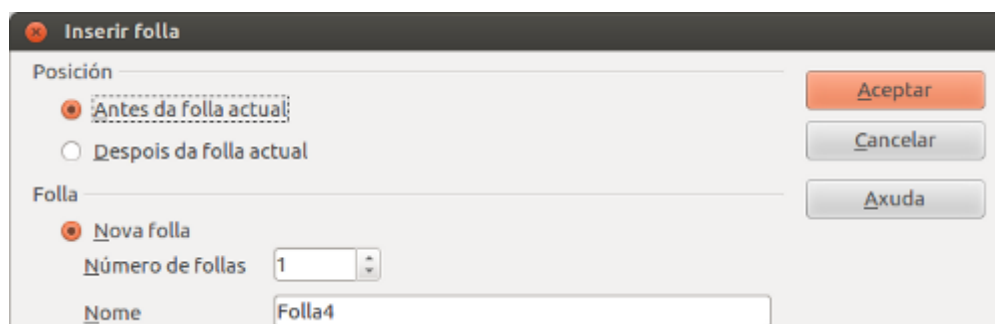 Inserir folla
Posición
Antes da folla actual
Despois da folla actual
Folla
Nova folla
Número de follas 1
Nome Folla4
Aceptar
Cancelar
Axuda